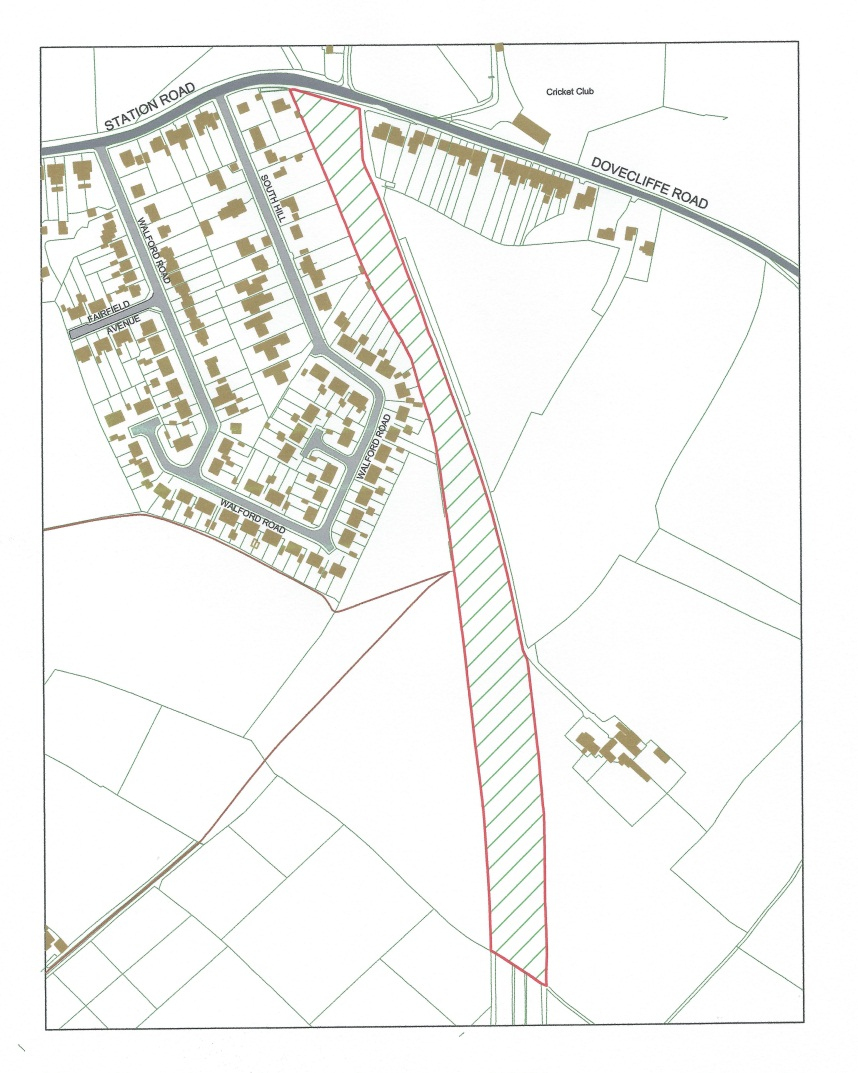 Cricket Club
STATION ROAD
DOVECLIFFE ROAD
SOUTH HILL
WALFORD ROAD
FAIRFIELD
AVENUE
WALFORD ROAD
WALFORD ROAD